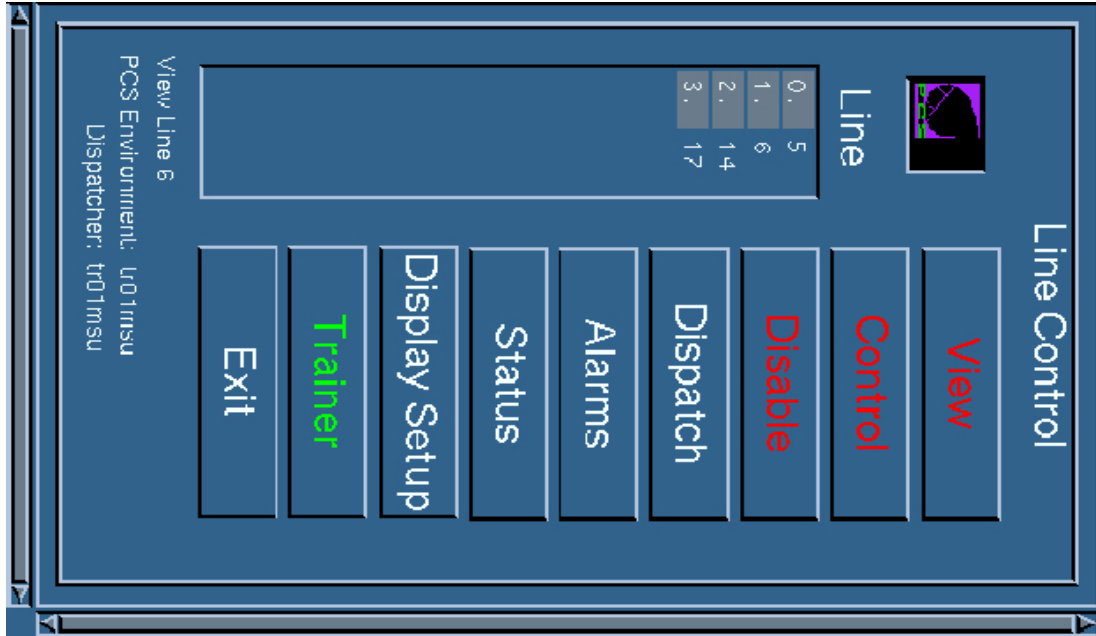 Line Control
PCS
Line
0. 5
1. 6
2. 14
3. 17
View
Control
Disable
Dispatch
Alarms
Status
Display Setup
Trainer
Exit
View Line 6
PCS Environment: tr01msu
Dispatcher: tr01msu